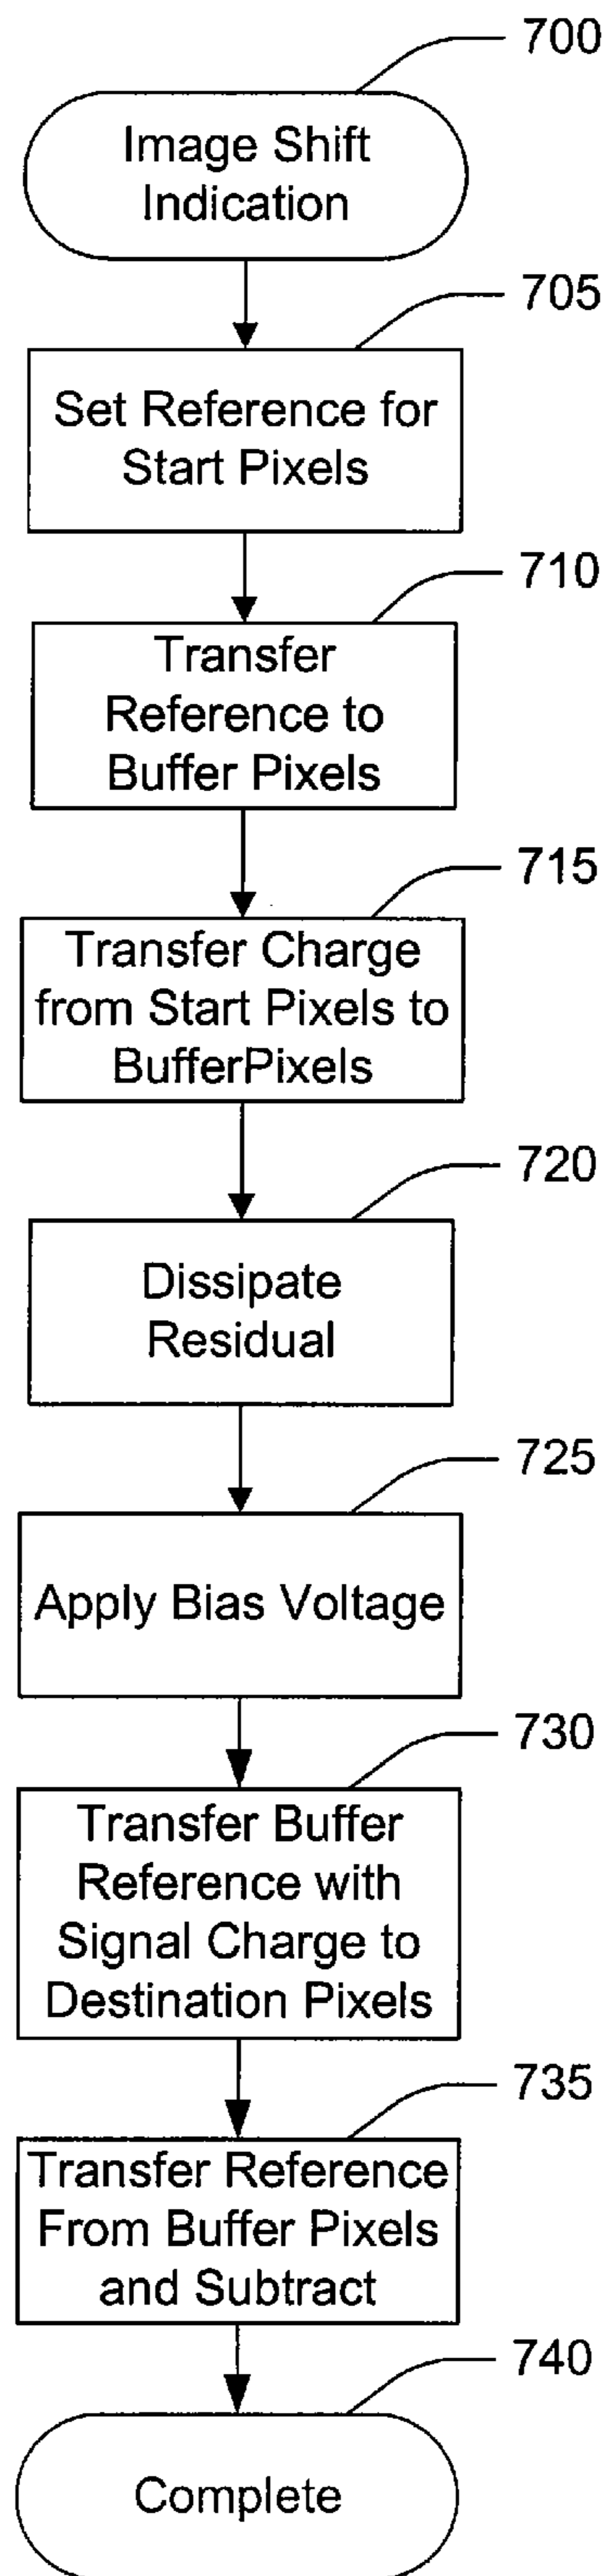 700
Image Shift
Indication
705
Set Reference for
Start Pixels
710
Transfer
Reference to
Buffer Pixels
715
Transfer Charge
from Start Pixels to
BufferPixels
720
Dissipate
Residual
725
Apply Bias Voltage
730
Transfer Buffer
Reference with
Signal Charge to
Destination Pixels
735
Transfer Reference
From Buffer Pixels
and Subtract
740
Complete